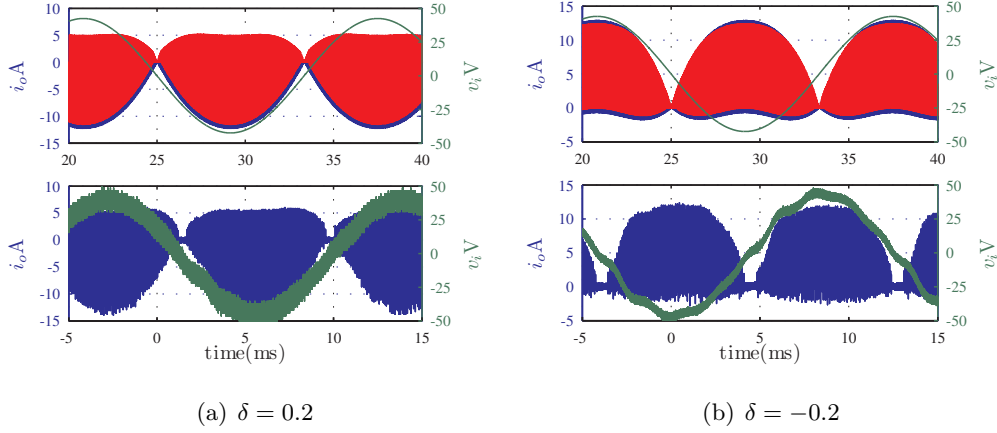 10 50 15 50
5 25 10 25
0 0 5 0
-5
-10 -25 0 -25
-15 -50 -5 -50
i_o A v_i V i_o A v_i V
20 25 30 35 40 20 25 30 35 40
10 50 15 50
5 25 10 25
0
-5 0 5 0
-10 -25 0 -25
-15 -50 -5 -50
i_o A v_i V i_o A v_i V
-5 0 5 10 15 -5 0 5 10 15
time(ms) time(ms)
(a) δ = 0.2 (b) δ = −0.2